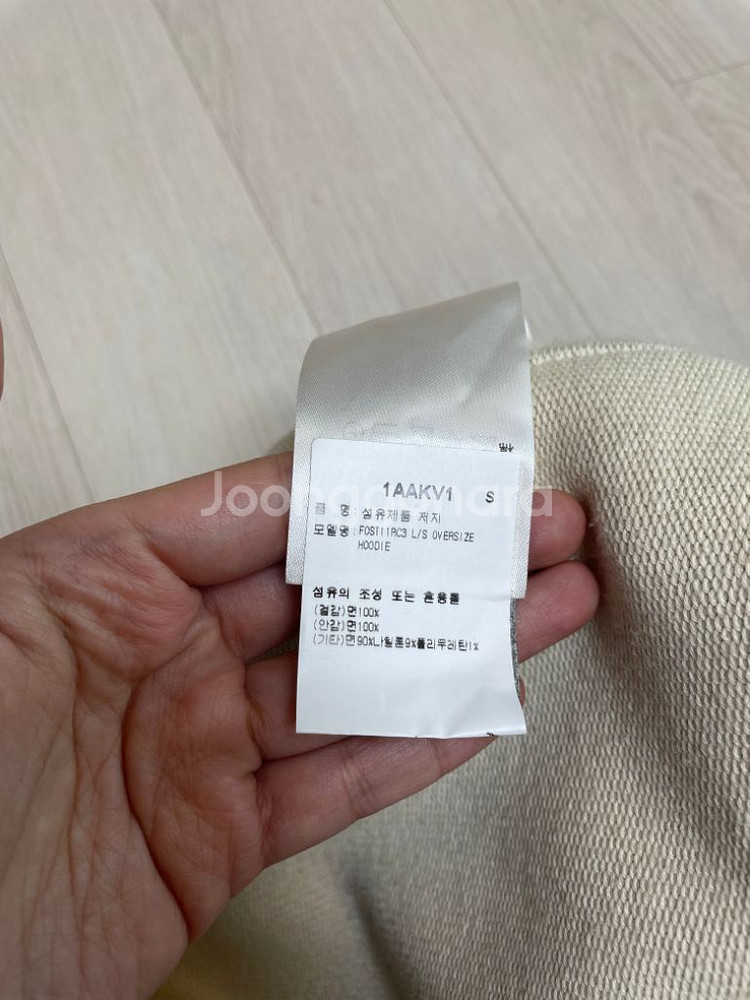 1AAKV1 S
Joonggonara
품 명 : 섬유제품 저지
모델명 : FOST11RC3 L/S OVERSIZE
HOODIE
섬유의 조성 또는 혼용률
(겉감)면100%
(안감)면100%
(기타)면90%나일론9%폴리우레탄1%